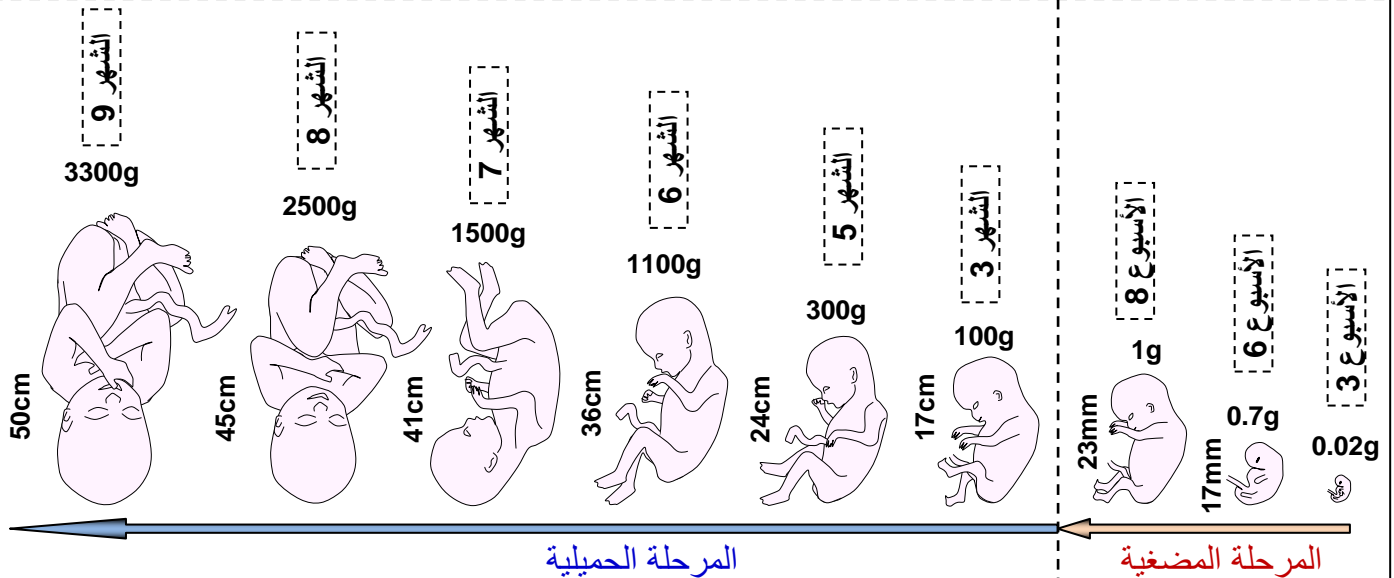 الأسبوع 3
0.02g
الأسبوع 6
0.7g
17mm
الأسبوع 8
1g
23mm
الشهر 3
100g
17cm
الشهر 5
300g
24cm
الشهر 6
1100g
36cm
الشهر 7
1500g
41cm
الشهر 8
2500g
45cm
الشهر 9
3300g
50cm
المرحلة المضغية
المرحلة الحميلية